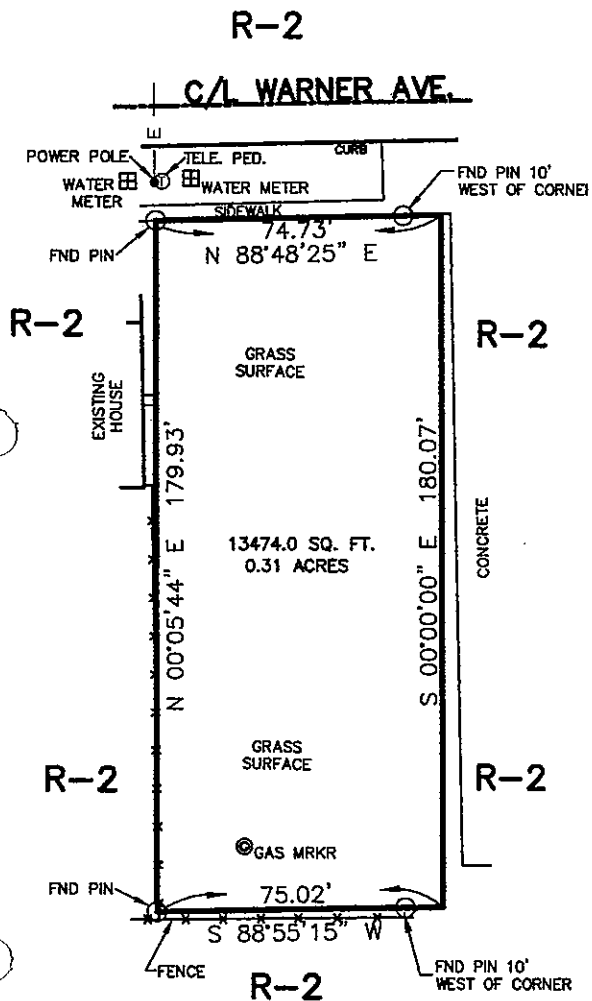 R-2
C/L WARNER AVE.
E
CURB
POWER POLE
TELE. PED.
T
WATER
METER
WATER METER
FND PIN 10'
WEST OF CORNEI
SIDEWALK
74.73'
N 88°48'25" E
FND PIN
R-2
R-2
GRASS
SURFACE
EXISTING
HOUSE
N 00°05'44" E 179.93'
S 00°00'00" E 180.07'
CONCRETE
13474.0 SQ. FT.
0.31 ACRES
GRASS
SURFACE
R-2
R-2
GAS MRKR
FND PIN
75.02'
S 88°55'15" W
FENCE
FND PIN 10'
WEST OF CORNER
R-2